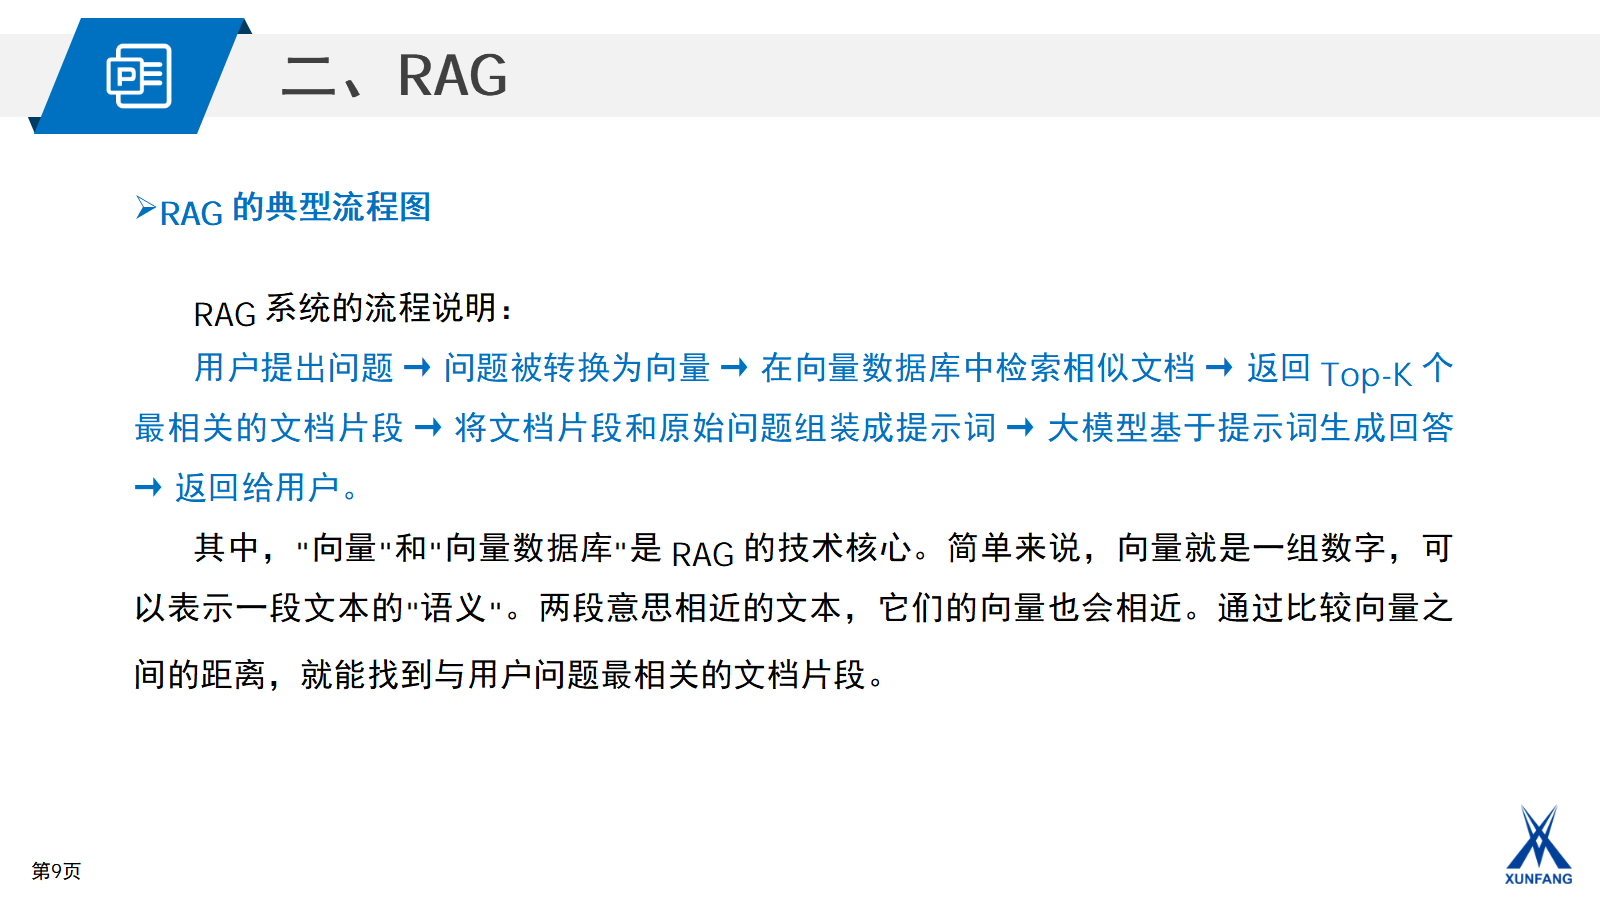 二、RAG
➢RAG 的典型流程图
RAG 系统的流程说明：
用户提出问题 → 问题被转换为向量 → 在向量数据库中检索相似文档 → 返回 Top-K 个
最相关的文档片段 → 将文档片段和原始问题组装成提示词 → 大模型基于提示词生成回答
→ 返回给用户。
其中，"向量"和"向量数据库"是 RAG 的技术核心。简单来说，向量就是一组数字，可
以表示一段文本的"语义"。两段意思相近的文本，它们的向量也会相近。通过比较向量之
间的距离，就能找到与用户问题最相关的文档片段。
第9页
XUNFANG